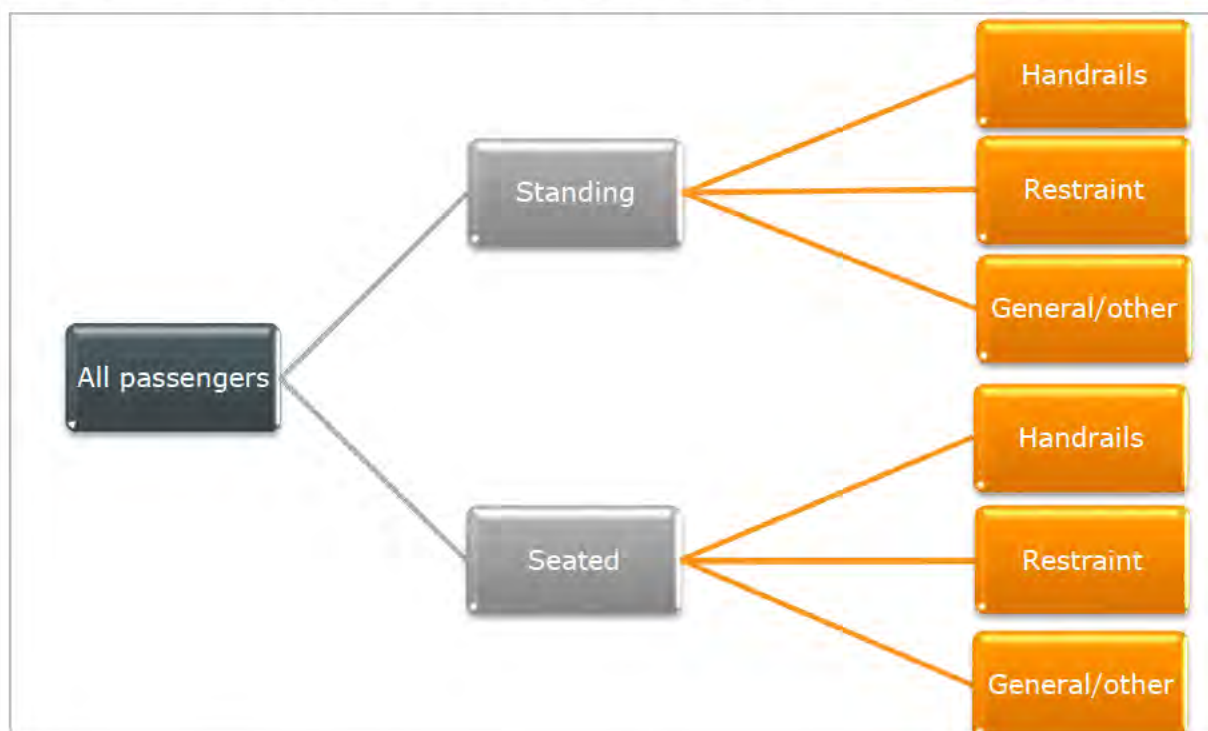 Handrails
Standing
Restraint
General/other
All passengers
Handrails
Seated
Restraint
General/other